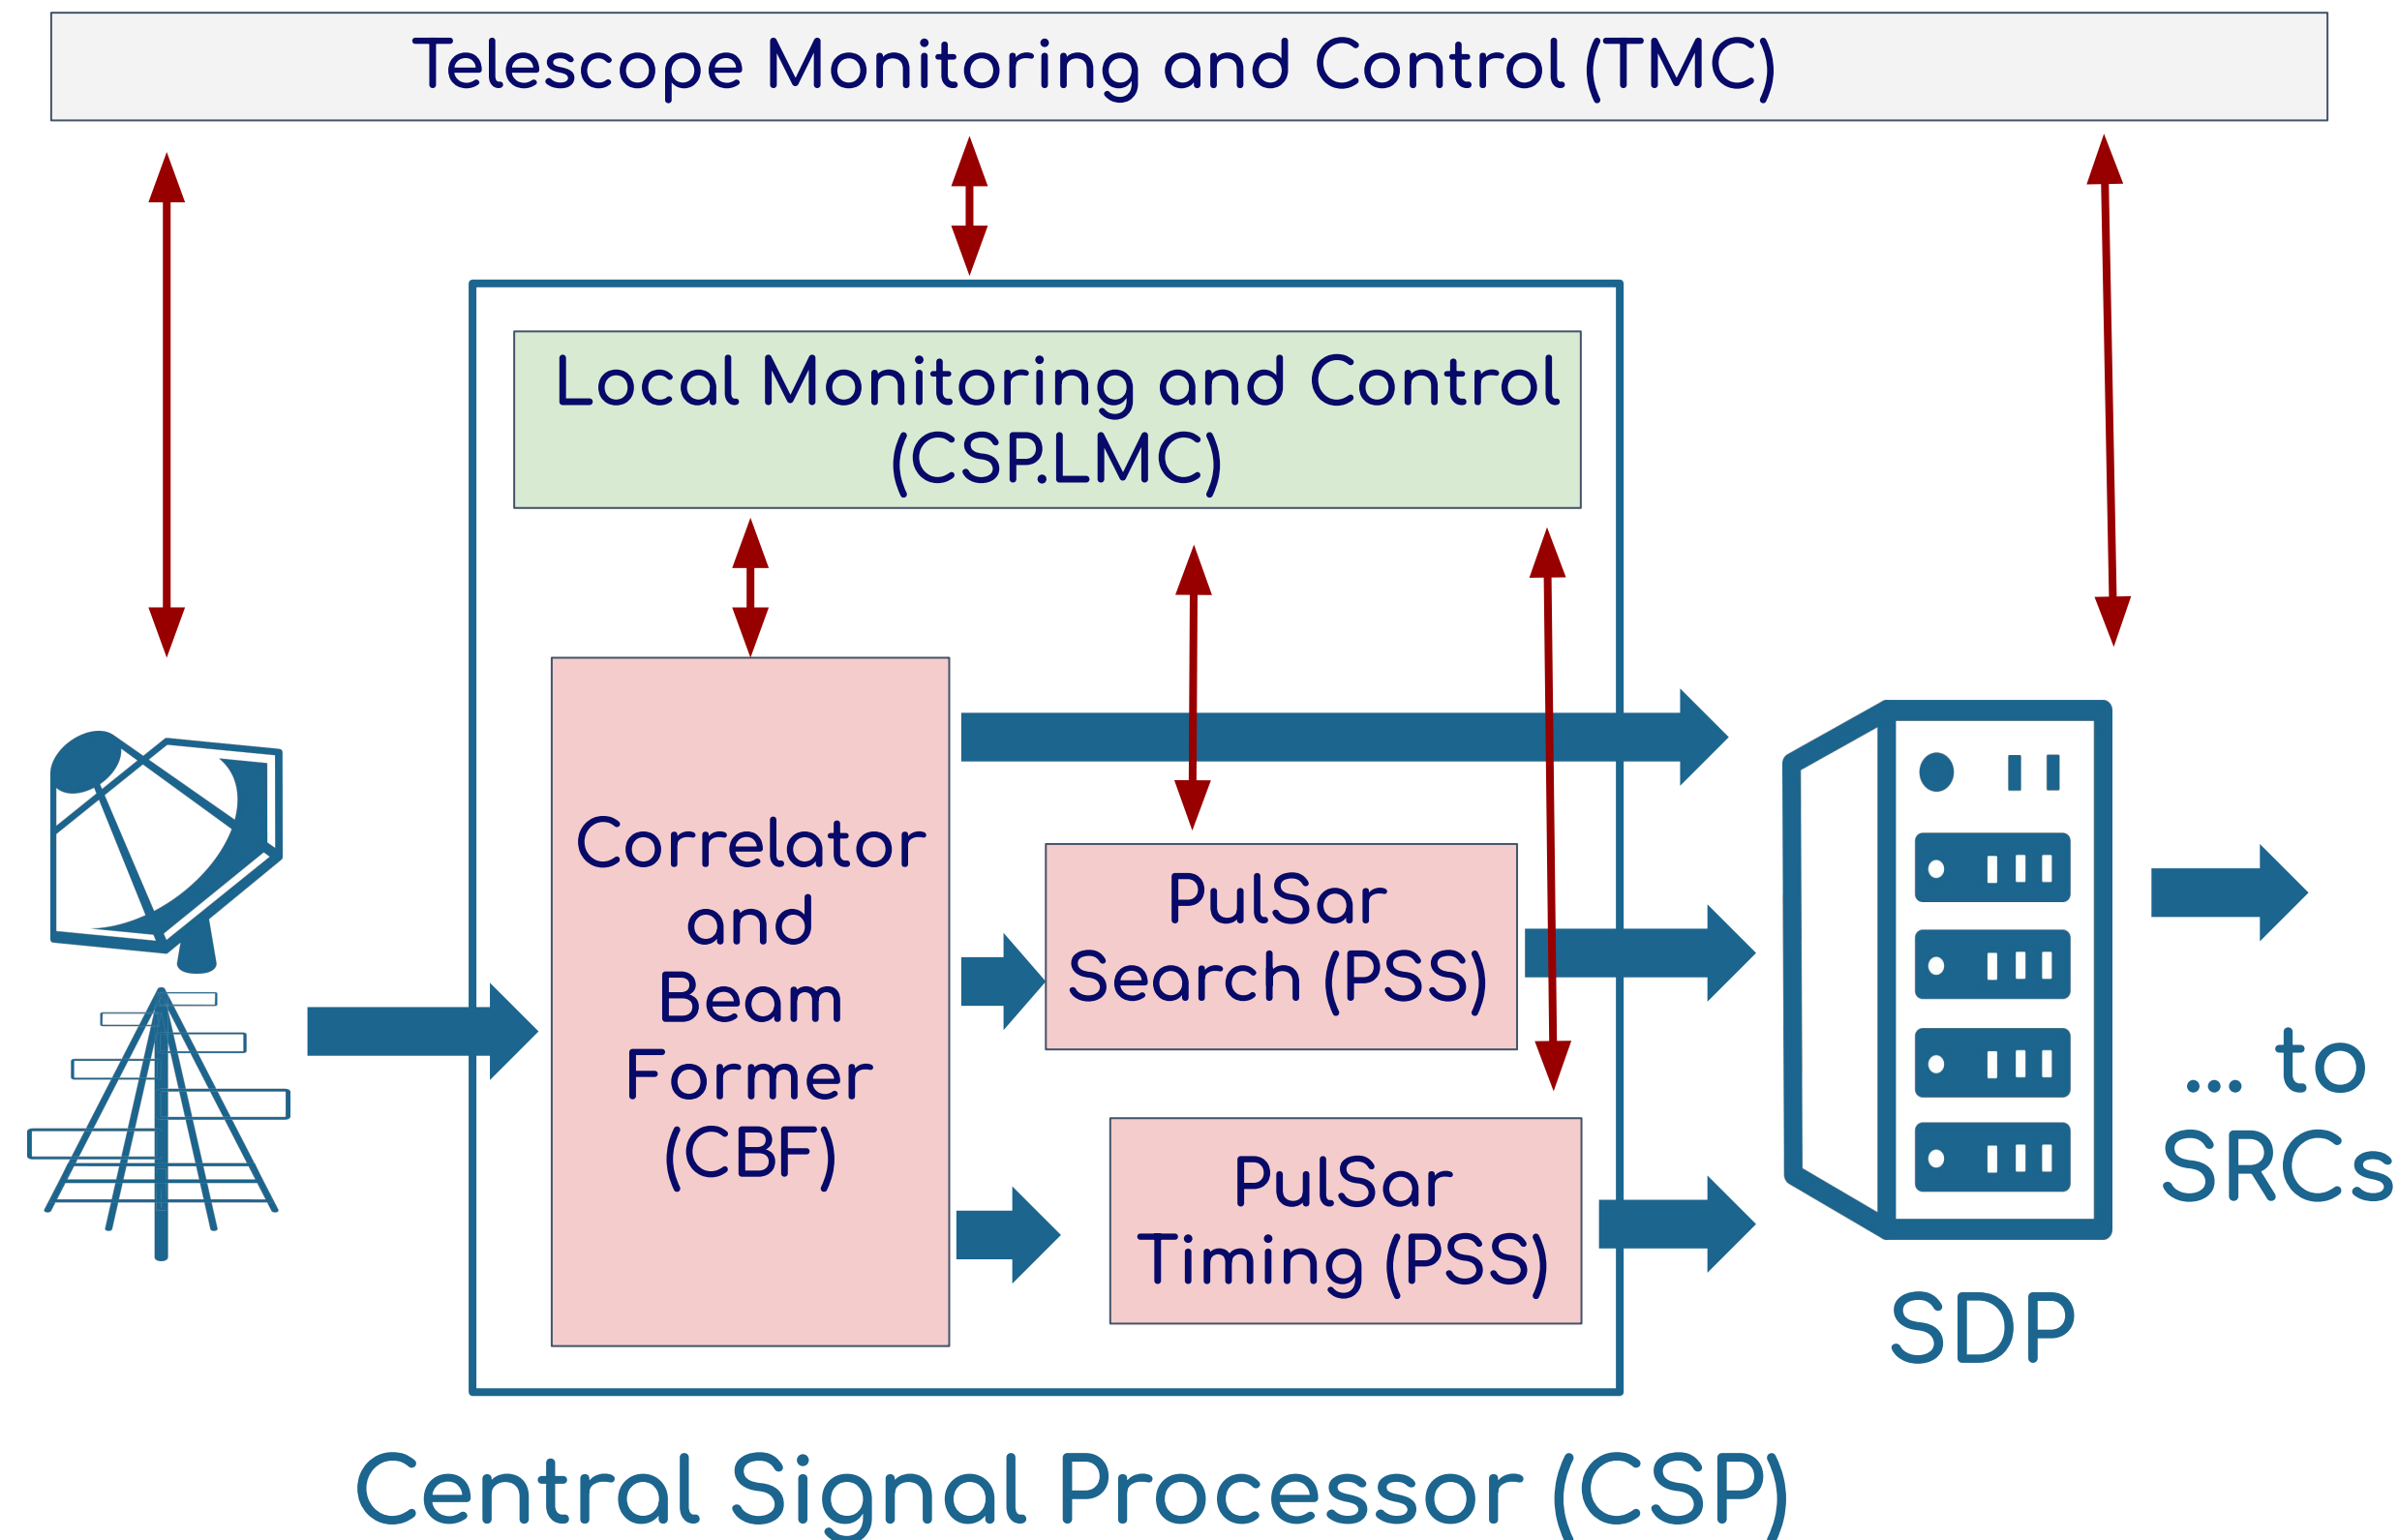 Telescope Monitoring and Control (TMC)
Local Monitoring and Control
(CSP.LMC)
Correlator
and
Beam
Former
(CBF)
PulSar
Search (PSS)
PulSar
Timing (PSS)
SDP
... to
SRCs
Central Signal Processor (CSP)